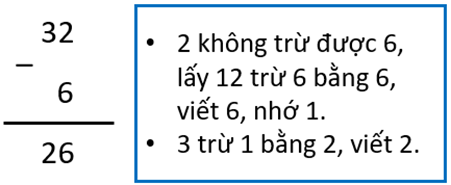 32
−
6
26
• 2 không trừ được 6,
lấy 12 trừ 6 bằng 6,
viết 6, nhớ 1.
• 3 trừ 1 bằng 2, viết 2.